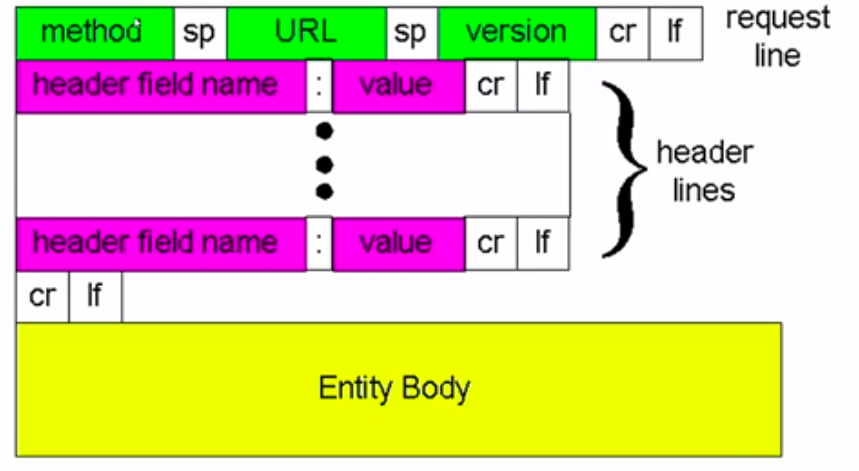 method sp URL sp version cr lf
request
line
header field name : value cr lf
header
lines
header field name : value cr lf
cr lf
Entity Body